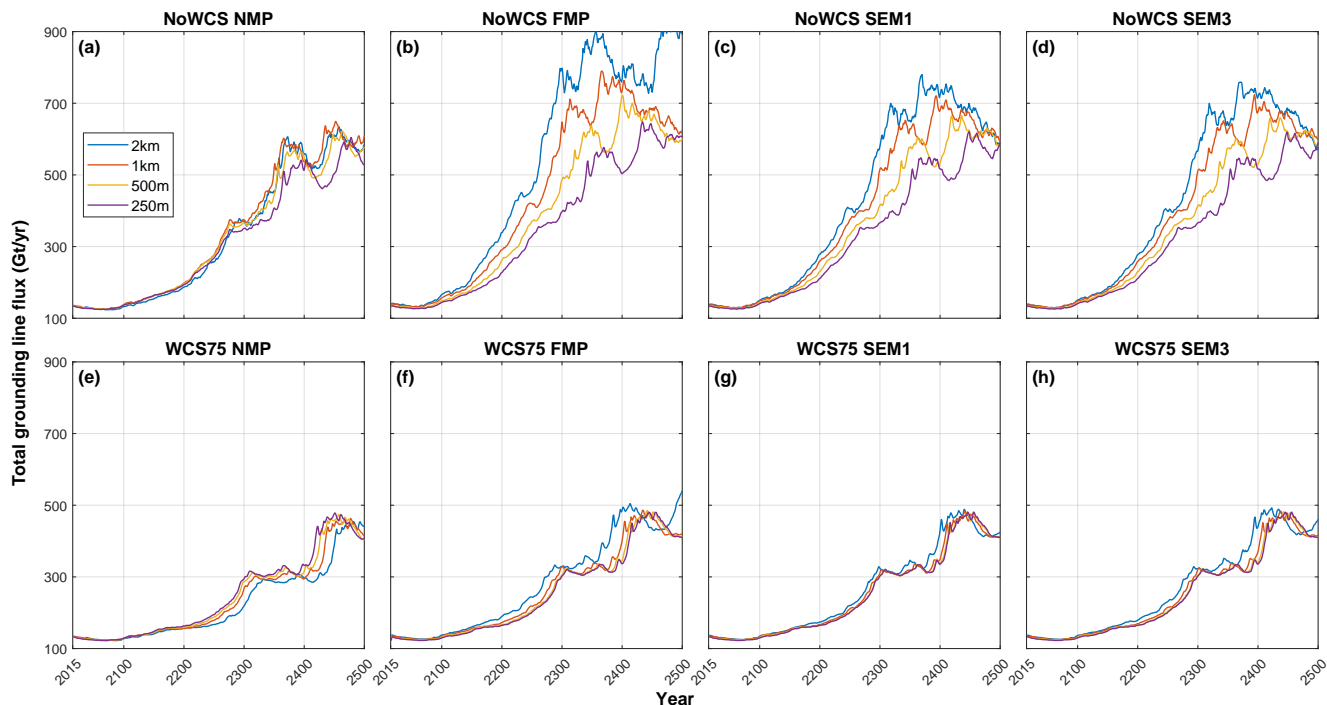 NoWCS NMP NoWCS FMP NoWCS SEM1 NoWCS SEM3
(a) (b) (c) (d)
900
700
500
300
100
2km
1km
500m
250m
Total grounding line flux (Gt/yr)
WCS75 NMP WCS75 FMP WCS75 SEM1 WCS75 SEM3
(e) (f) (g) (h)
900
700
500
300
100
2015 2100 2200 2300 2400 2500 2015 2100 2200 2300 2400 2500 2015 2100 2200 2300 2400 2500 2015 2100 2200 2300 2400 2500
Year